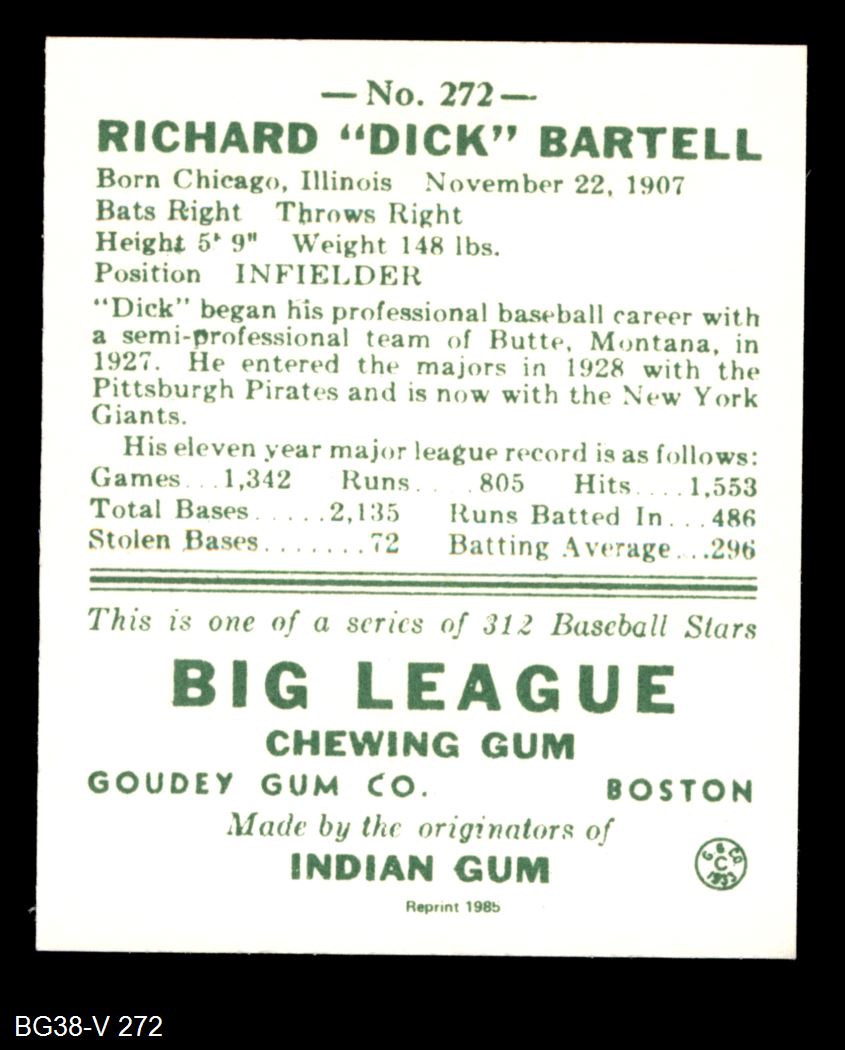 — No. 272 —
RICHARD “DICK” BARTELL
Born Chicago, Illinois November 22, 1907
Bats Right Throws Right
Height 5' 9" Weight 148 lbs.
Position INFIELDER
“Dick” began his professional baseball career with
a semi-professional team of Butte, Montana, in
1927. He entered the majors in 1928 with the
Pittsburgh Pirates and is now with the New York
Giants.
His eleven year major league record is as follows:
Games...1,342 Runs.....805 Hits....1,553
Total Bases......2,135 Runs Batted In...486
Stolen Bases.......72 Batting Average...296
This is one of a series of 312 Baseball Stars
BIG LEAGUE
CHEWING GUM
GOUDEY GUM CO. BOSTON
Made by the originators of
INDIAN GUM
Reprint 1985
BG38-V 272